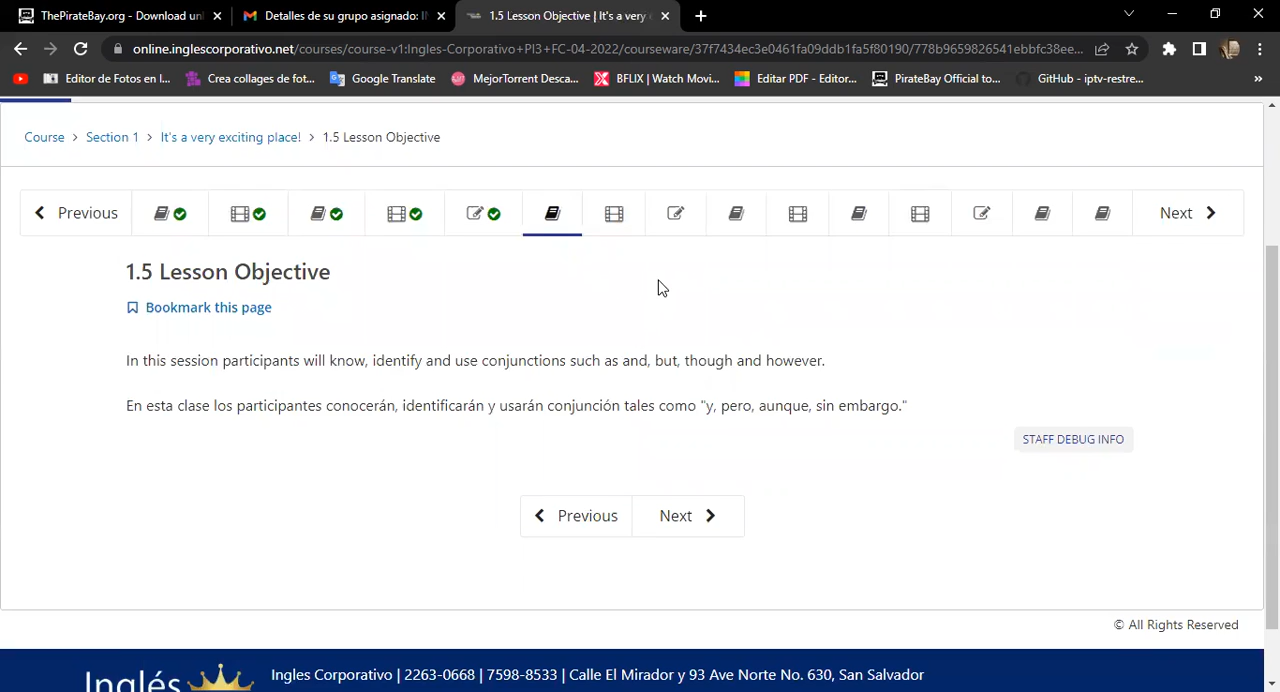 ThePirateBay.org - Download unl
Detalles de su grupo asignado: IN
1.5 Lesson Objective | It's a very e
online.inglescorporativo.net/courses/course-v1:Ingles-Corporativo+PI3+FC-04-2022/courseware/37f7434ec3e0461fa09ddb1fa5f80190/778b9659826541ebbfc38ee...
Editor de Fotos en l...
Crea collages de fot...
Google Translate
MejorTorrent Desca...
BFLIX | Watch Movi...
Editar PDF - Editor...
PirateBay Official to...
GitHub - iptv-restre...
»
Course > Section 1 > It's a very exciting place! > 1.5 Lesson Objective
Previous
Next
1.5 Lesson Objective
Bookmark this page
In this session participants will know, identify and use conjunctions such as and, but, though and however.
En esta clase los participantes conocerán, identificarán y usarán conjunción tales como "y, pero, aunque, sin embargo."
STAFF DEBUG INFO
Previous
Next
© All Rights Reserved
Inglés
Ingles Corporativo | 2263-0668 | 7598-8533 | Calle El Mirador y 93 Ave Norte No. 630, San Salvador